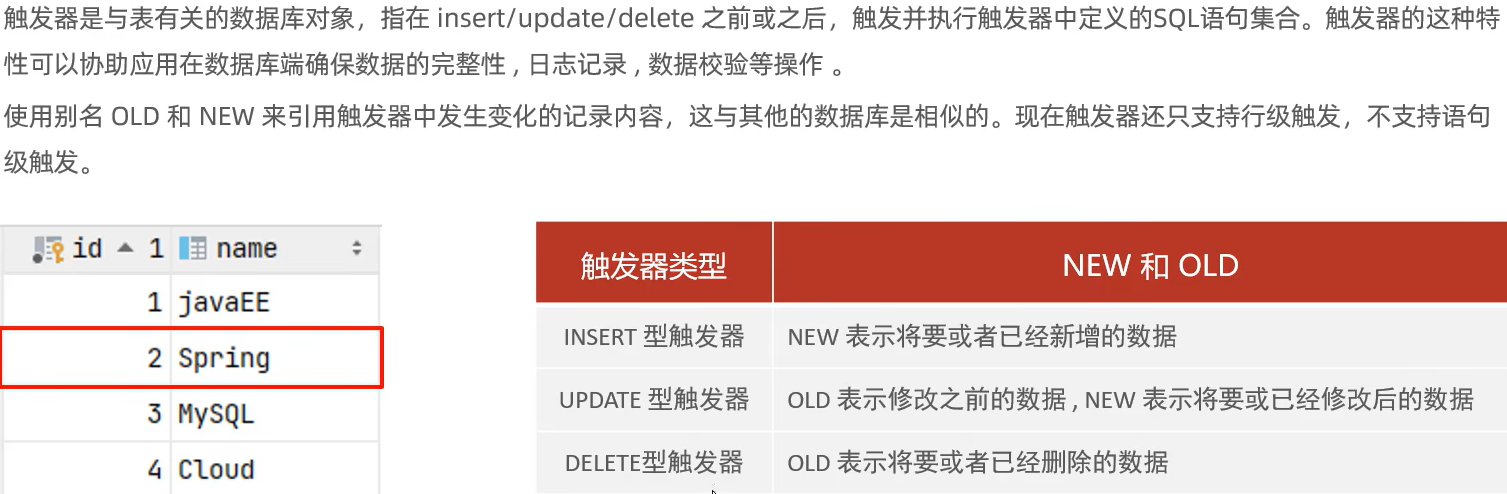 触发器是与表有关的数据库对象，指在 insert/update/delete 之前或之后，触发并执行触发器中定义的SQL语句集合。触发器的这种特
性可以协助应用在数据库端确保数据的完整性 , 日志记录 , 数据校验等操作 。
使用别名 OLD 和 NEW 来引用触发器中发生变化的记录内容，这与其他的数据库是相似的。现在触发器还只支持行级触发，不支持语句
级触发。
id 1 name
1 javaEE
2 Spring
3 MySQL
4 Cloud
触发器类型 NEW 和 OLD
INSERT 型触发器 NEW 表示将要或者已经新增的数据
UPDATE 型触发器 OLD 表示修改之前的数据 , NEW 表示将要或已经修改后的数据
DELETE型触发器 OLD 表示将要或者已经删除的数据